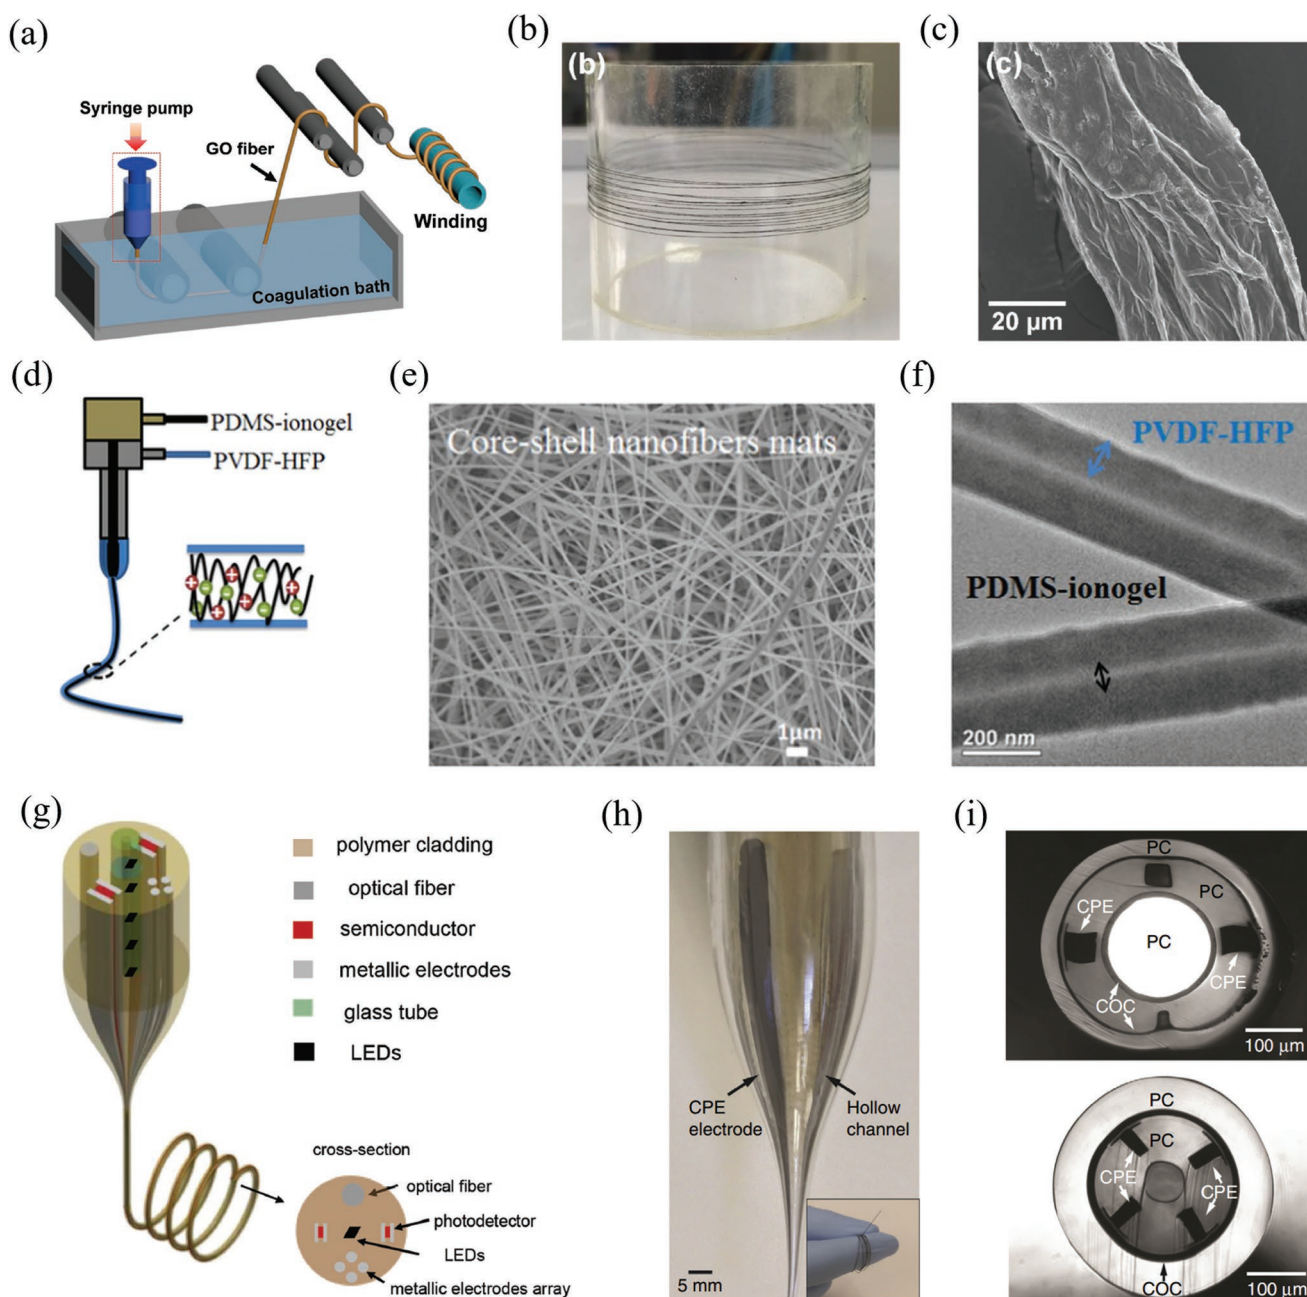 (a)
Syringe pump
GO fiber
Winding
Coagulation bath
(b)
(b)
(c)
(c)
20 μm
(d)
PDMS-ionogel
PVDF-HFP
(e)
Core-shell nanofibers mats
1μm
(f)
PVDF-HFP
PDMS-ionogel
200 nm
(g)
polymer cladding
optical fiber
semiconductor
metallic electrodes
glass tube
LEDs
cross-section
optical fiber
photodetector
LEDs
metallic electrodes array
(h)
CPE
electrode
Hollow
channel
5 mm
(i)
PC
PC
CPE
PC
CPE
COC
100 μm
PC
PC
CPE
CPE
COC
100 μm